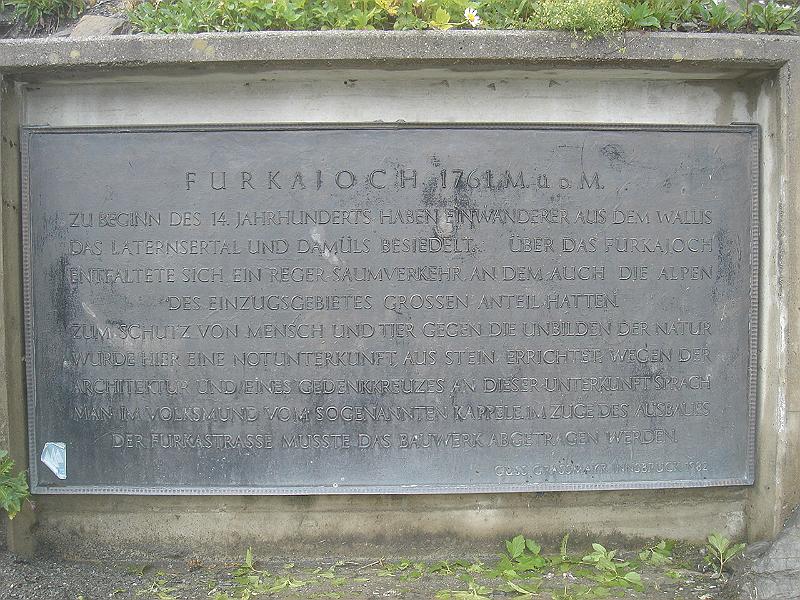 FURKAJOCH 1761 M. ü. M.
ZU BEGINN DES 14. JAHRHUNDERTS HABEN EINWANDERER AUS DEM WALLIS
DAS LATERNSERTAL UND DAMÜLS BESIEDELT. ÜBER DAS FURKAJOCH
ENTFALTETE SICH EIN REGER SAUMVERKEHR, AN DEM AUCH DIE ALPEN
DES EINZUGSGEBIETES GROSSEN ANTEIL HATTEN.
ZUM SCHUTZ VON MENSCH UND TIER GEGEN DIE UNBILDEN DER NATUR
WURDE HIER EINE NOTUNTERKUNFT AUS STEIN ERRICHTET. WEGEN DER
ARCHITEKTUR UND EINES GEDENKKREUZES AN DIESER UNTERKUNFT SPRACH
MAN IM VOLKSMUND VOM SOGENANNTEN KAPPELE. IM ZUGE DES AUSBAUES
DER FURKASTRASSE MUSSTE DAS BAUWERK ABGETRAGEN WERDEN.
GUSS GRASSMAYR INNSBRUCK 1982